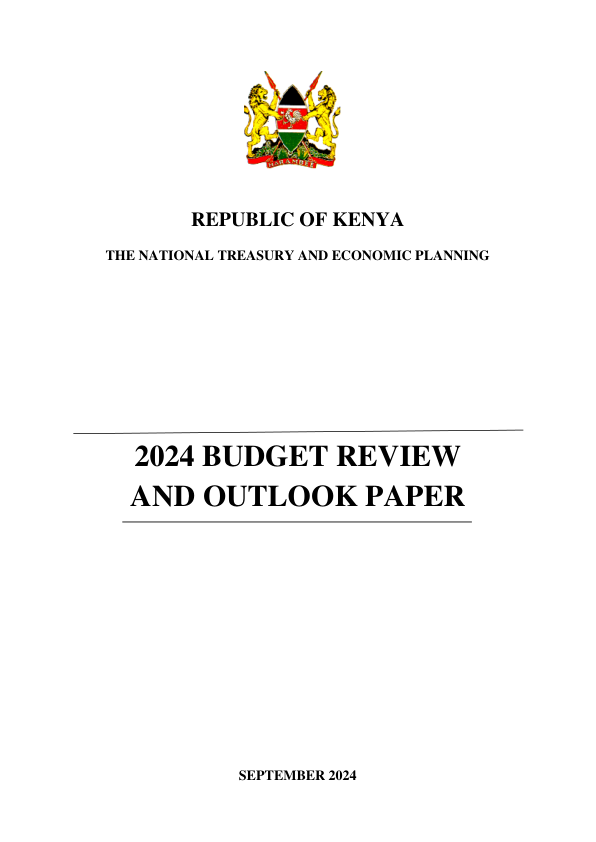 HARAMBEE
REPUBLIC OF KENYA
THE NATIONAL TREASURY AND ECONOMIC PLANNING
2024 BUDGET REVIEW
AND OUTLOOK PAPER
SEPTEMBER 2024